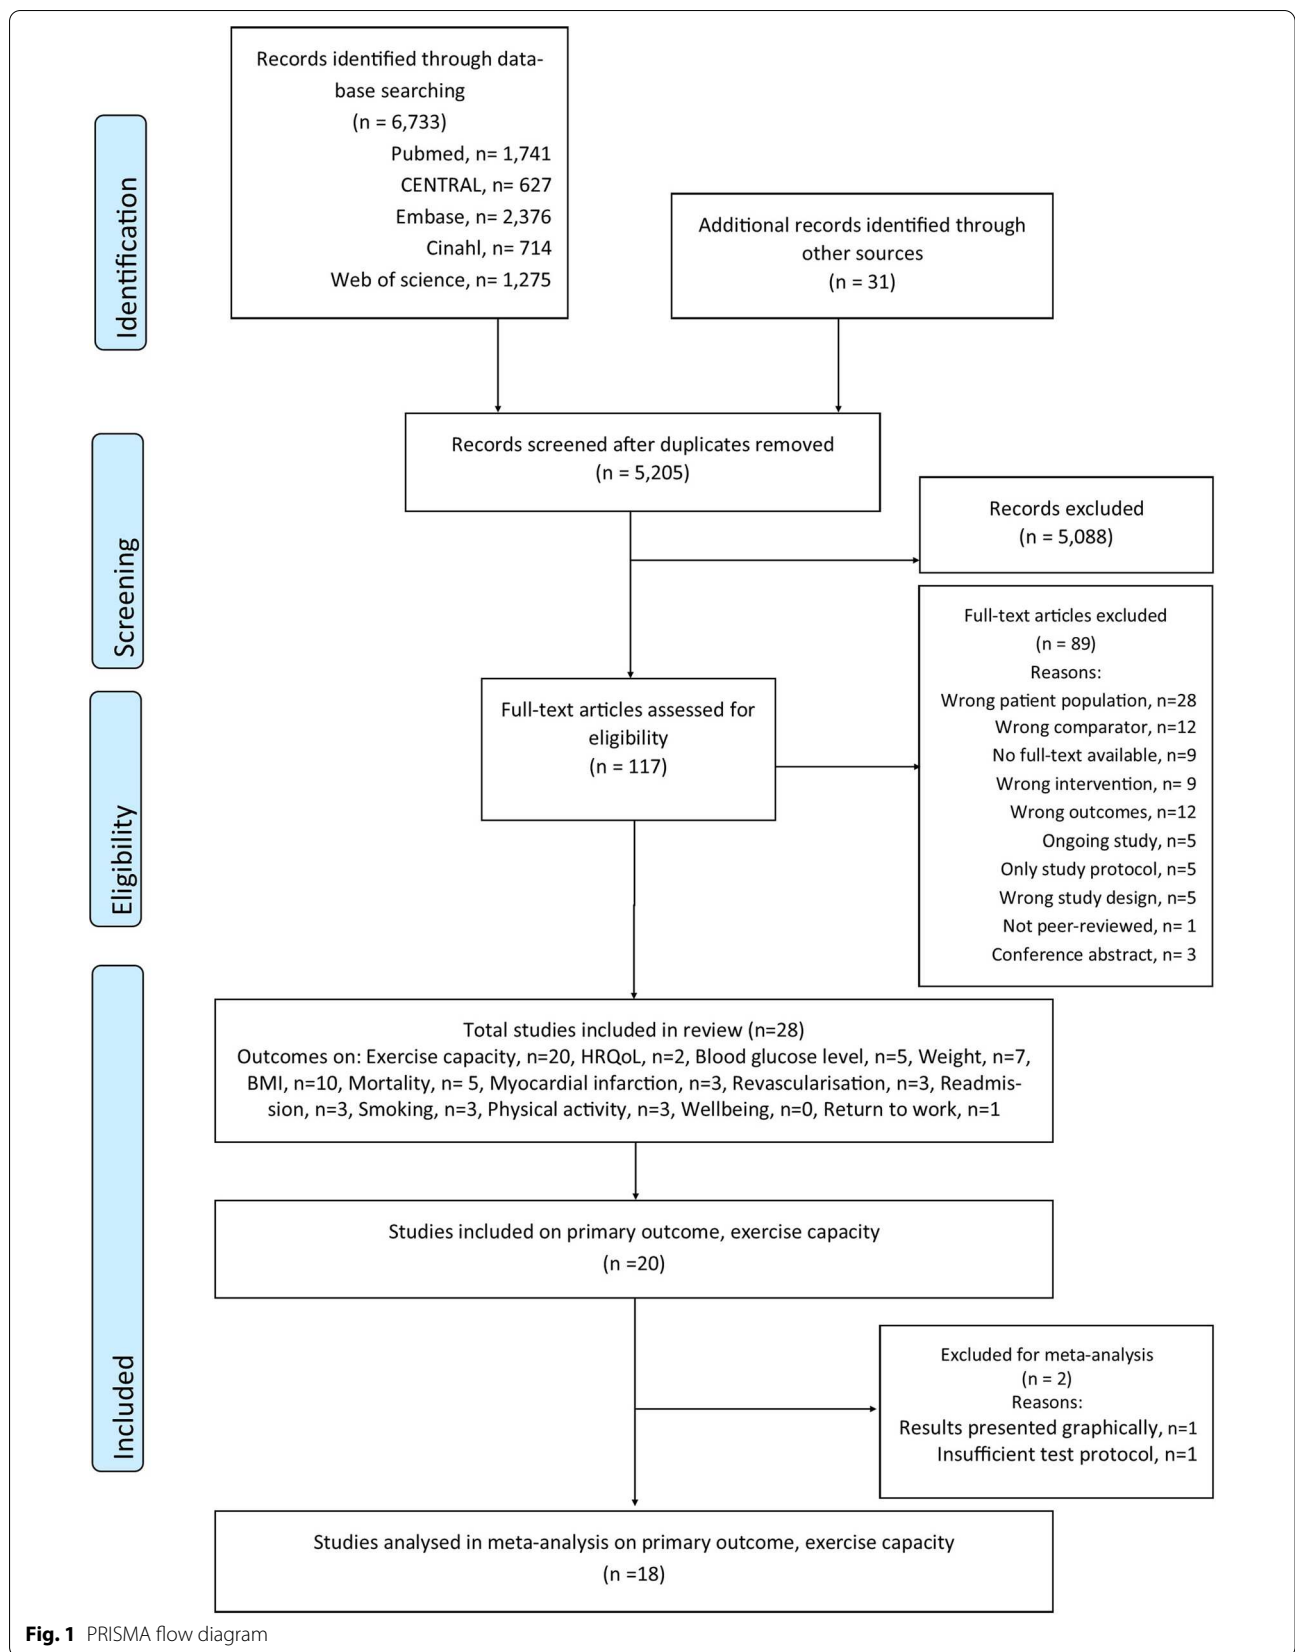 Identification
Records identified through data-
base searching
(n = 6,733)
Pubmed, n= 1,741
CENTRAL, n= 627
Embase, n= 2,376
Cinahl, n= 714
Web of science, n= 1,275
Additional records identified through
other sources
(n = 31)
Screening
Records screened after duplicates removed
(n = 5,205)
Records excluded
(n = 5,088)
Eligibility
Full-text articles assessed for
eligibility
(n = 117)
Full-text articles excluded
(n = 89)
Reasons:
Wrong patient population, n=28
Wrong comparator, n=12
No full-text available, n=9
Wrong intervention, n= 9
Wrong outcomes, n=12
Ongoing study, n=5
Only study protocol, n=5
Wrong study design, n=5
Not peer-reviewed, n= 1
Conference abstract, n= 3
Included
Total studies included in review (n=28)
Outcomes on: Exercise capacity, n=20, HRQoL, n=2, Blood glucose level, n=5, Weight, n=7,
BMI, n=10, Mortality, n= 5, Myocardial infarction, n=3, Revascularisation, n=3, Readmis-
sion, n=3, Smoking, n=3, Physical activity, n=3, Wellbeing, n=0, Return to work, n=1
Studies included on primary outcome, exercise capacity
(n =20)
Excluded for meta-analysis
(n = 2)
Reasons:
Results presented graphically, n=1
Insufficient test protocol, n=1
Studies analysed in meta-analysis on primary outcome, exercise capacity
(n =18)
Fig. 1 PRISMA flow diagram